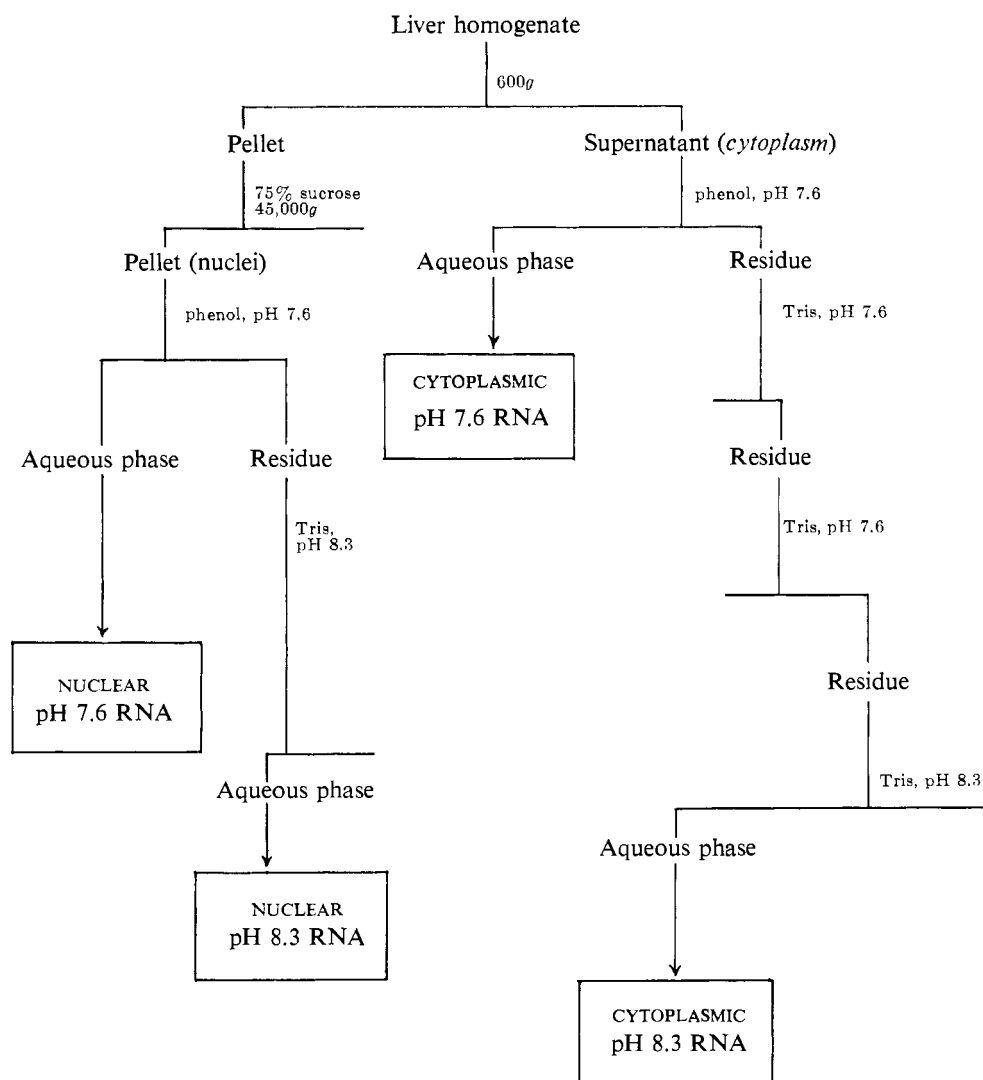 Liver homogenate
600g
Pellet
Supernatant (cytoplasm)
75% sucrose
45,000g
phenol, pH 7.6
Pellet (nuclei)
Aqueous phase
Residue
phenol, pH 7.6
Tris, pH 7.6
CYTOPLASMIC
pH 7.6 RNA
Aqueous phase
Residue
Residue
Tris,
pH 8.3
Tris, pH 7.6
NUCLEAR
pH 7.6 RNA
Residue
Aqueous phase
Tris, pH 8.3
Aqueous phase
NUCLEAR
pH 8.3 RNA
CYTOPLASMIC
pH 8.3 RNA